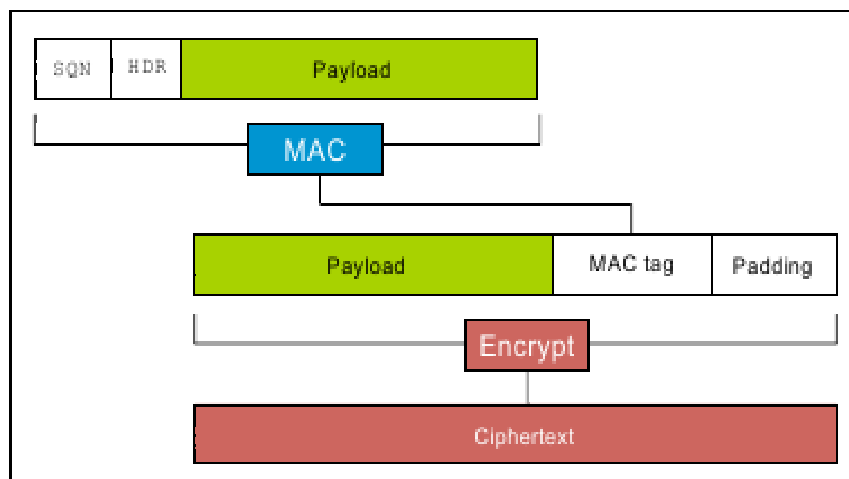 SQN HDR Payload
MAC
Payload MAC tag Padding
Encrypt
Ciphertext